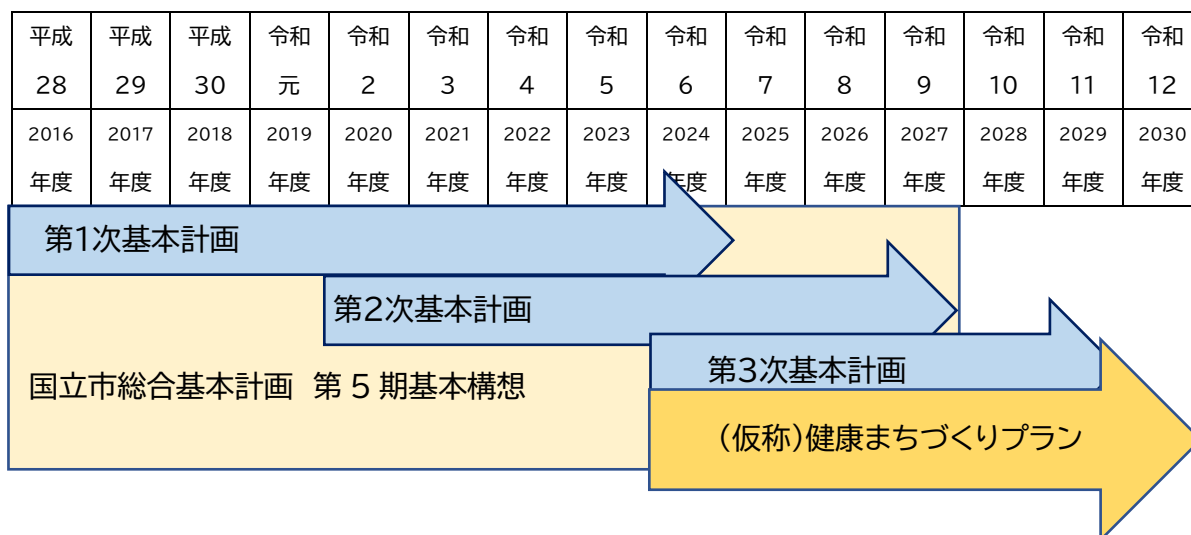 平成 平成 平成 令和 令和 令和 令和 令和 令和 令和 令和 令和 令和 令和 令和
28 29 30 元 2 3 4 5 6 7 8 9 10 11 12
2016 2017 2018 2019 2020 2021 2022 2023 2024 2025 2026 2027 2028 2029 2030
年度 年度 年度 年度 年度 年度 年度 年度 年度 年度 年度 年度 年度 年度 年度
第1次基本計画
第2次基本計画
第3次基本計画
国立市総合基本計画 第5期基本構想
(仮称)健康まちづくりプラン